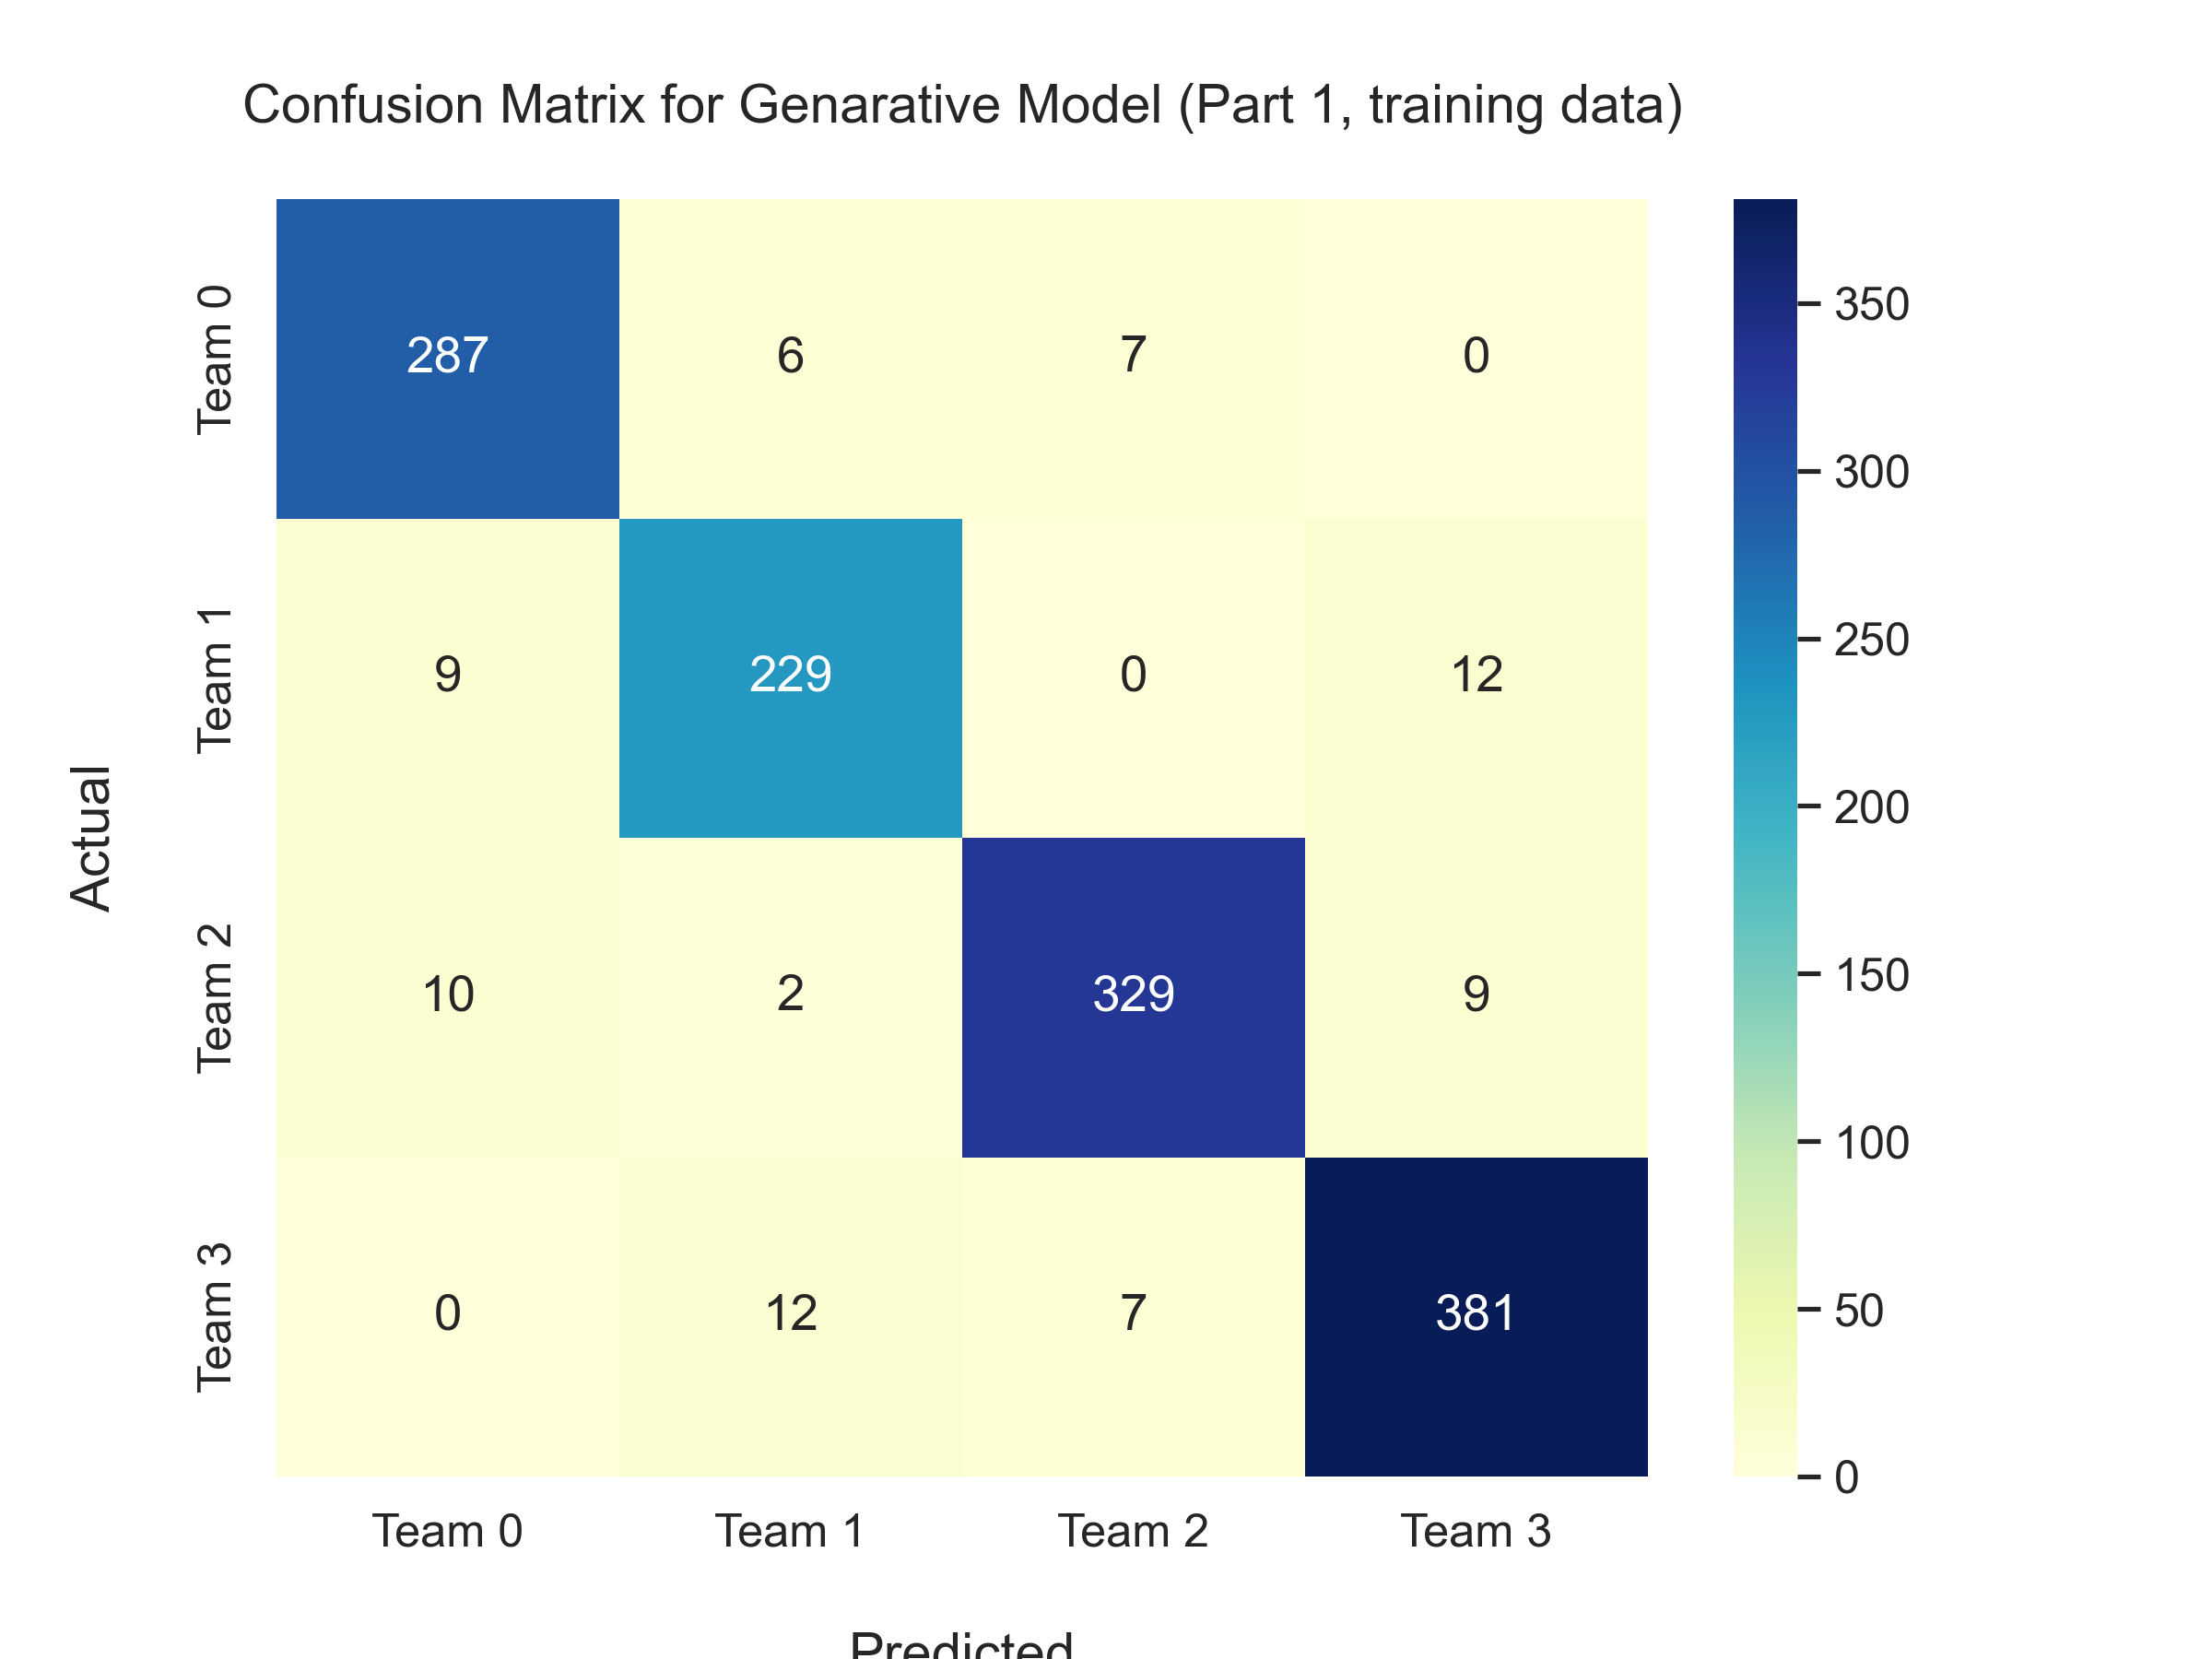 Confusion Matrix for Genarative Model (Part 1, training data)
Actual
Team 0
287 6 7 0
Team 1
9 229 0 12
Team 2
10 2 329 9
Team 3
0 12 7 381
Team 0 Team 1 Team 2 Team 3
Predicted
350
300
250
200
150
100
50
0